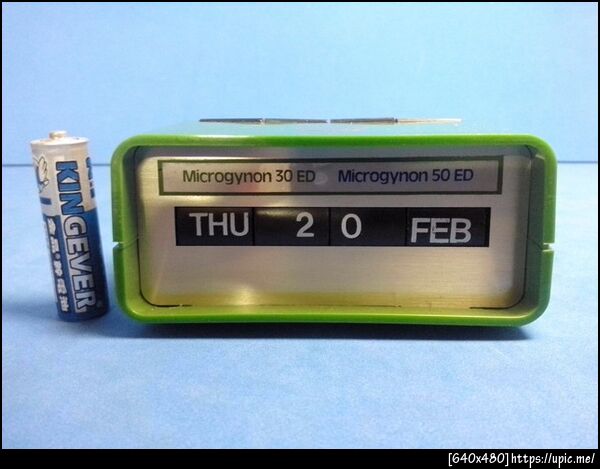 Microgynon 30 ED Microgynon 50 ED
THU 2 0 FEB
KINGEVER
[640x480]https://upic.me/